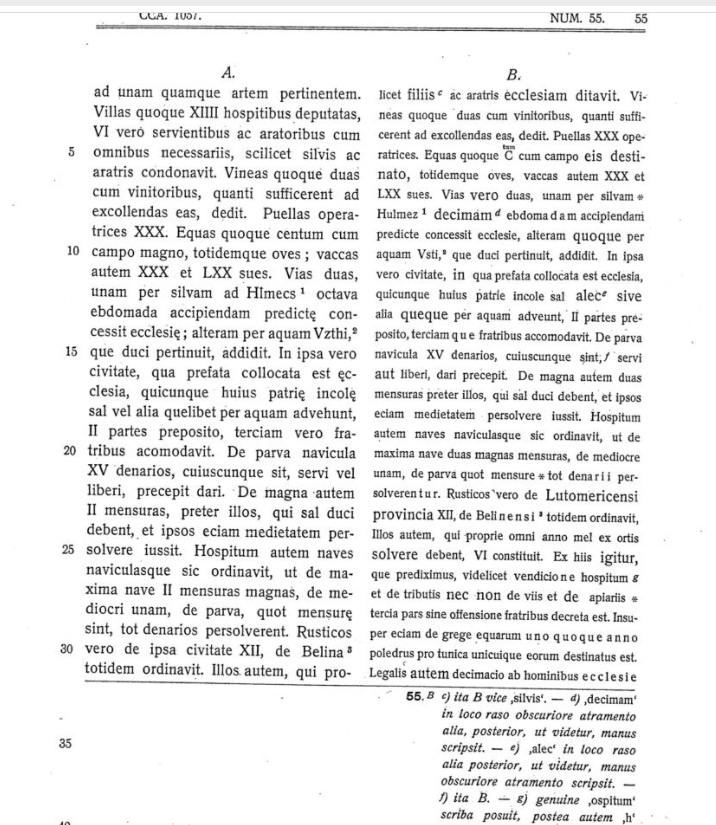 CCA. 1057.
NUM. 55. 55
A.
ad unam quamque artem pertinentem.
Villas quoque XIIII hospitibus deputatas,
VI vero servientibus ac aratoribus cum
5 omnibus necessariis, scilicet silvis ac
aratris condonavit. Vineas quoque duas
cum vinitoribus, quanti sufficerent ad
excollendas eas, dedit. Puellas opera-
trices XXX. Equas quoque centum cum
10 campo magno, totidemque oves; vaccas
autem XXX et LXX sues. Vias duas,
unam per silvam ad Hlmecs ¹ octava
ebdomada accipiendam predictę con-
cessit ecclesię; alteram per aquam Vzthi,²
15 que duci pertinuit, addidit. In ipsa vero
civitate, qua prefata collocata est ęc-
clesia, quicunque huius patrię incolę
sal vel alia quelibet per aquam advehunt,
II partes preposito, terciam vero fra-
20 tribus acomodavit. De parva navicula
XV denarios, cuiuscunque sit, servi vel
liberi, precepit dari. De magna autem
II mensuras, preter illos, qui sal duci
debent, et ipsos eciam medietatem per-
25 solvere iussit. Hospitum autem naves
naviculasque sic ordinavit, ut de ma-
xima nave II mensuras magnas, de me-
diocri unam, de parva, quot mensurę
sint, tot denarios persolverent. Rusticos
30 vero de ipsa civitate XII, de Belina ³
totidem ordinavit. Illos autem, qui pro-
35
40
B.
licet filiis ᶜ ac aratris ecclesiam ditavit. Vi-
neas quoque duas cum vinitoribus, quanti suffi-
cerent ad excollendas eas, dedit. Puellas XXX ope-
ratrices. Equas quoque C̅ tum cum campo eis desti-
nato, totidemque oves, vaccas autem XXX et
LXX sues. Vias vero duas, unam per silvam *
Hulmez ¹ decimam ᵈ ebdomadam accipiendam
predicte concessit ecclesie, alteram quoque per
aquam Vsti,² que duci pertinuit, addidit. In ipsa
vero civitate, in qua prefata collocata est ecclesia,
quicunque huius patrie incole sal alecᵉ sive
alia queque per aquam adveunt, II partes pre-
posito, terciam que fratribus accomodavit. De parva
navicula XV denarios, cuiuscunque sint,ᶠ servi
aut liberi, dari precepit. De magna autem duas
mensuras preter illos, qui sal duci debent, et ipsos
eciam medietatem persolvere iussit. Hospitum
autem naves naviculasque sic ordinavit, ut de
maxima nave duas magnas mensuras, de mediocre
unam, de parva quot mensure * tot denarii per-
solverentur. Rusticos vero de Lutomericensi
provincia XII, de Belinensi ³ totidem ordinavit,
Illos autem, qui proprie omni anno mel ex ortis
solvere debent, VI constituit. Ex hiis igitur,
que prediximus, videlicet vendicione hospitum g
et de tributis nec non de viis et de apiariis *
tercia pars sine offensione fratribus decreta est. Insu-
per eciam de grege equarum uno quoque anno
poledrus pro tunica unicuique eorum destinatus est.
Legalis autem decimacio ab hominibus ecclesie
55. B c) ita B vice ‚silvis‘. — d) ‚decimam‘
in loco raso obscuriore atramento
alia, posterior, ut videtur, manus
scripsit. — e) ‚alec‘ in loco raso
alia posterior, ut videtur, manus
obscuriore atramento scripsit. —
f) ita B. — g) genuine ‚ospitum‘
scriba posuit, postea autem ‚h‘